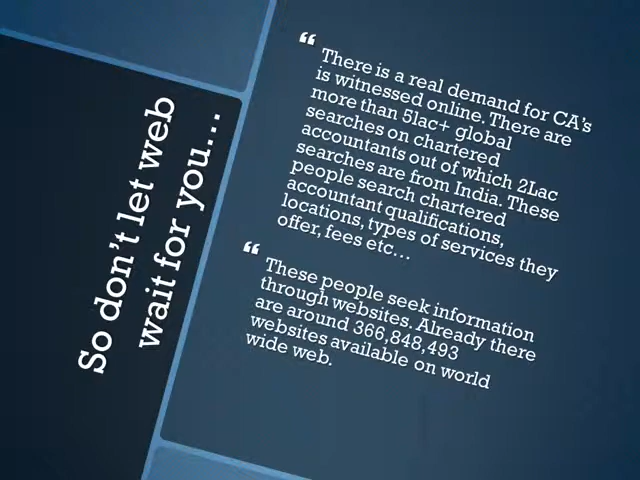 So don't let web
wait for you...
“ There is a real demand for CA's
is witnessed online. There are
more than 5lac+ global
searches on chartered
accountants out of which 2Lac
searches are from India. These
people search chartered
accountant qualifications,
locations, types of services they
offer, fees etc...
“ These people seek information
through websites. Already there
are around 366,848,493
websites available on world
wide web.